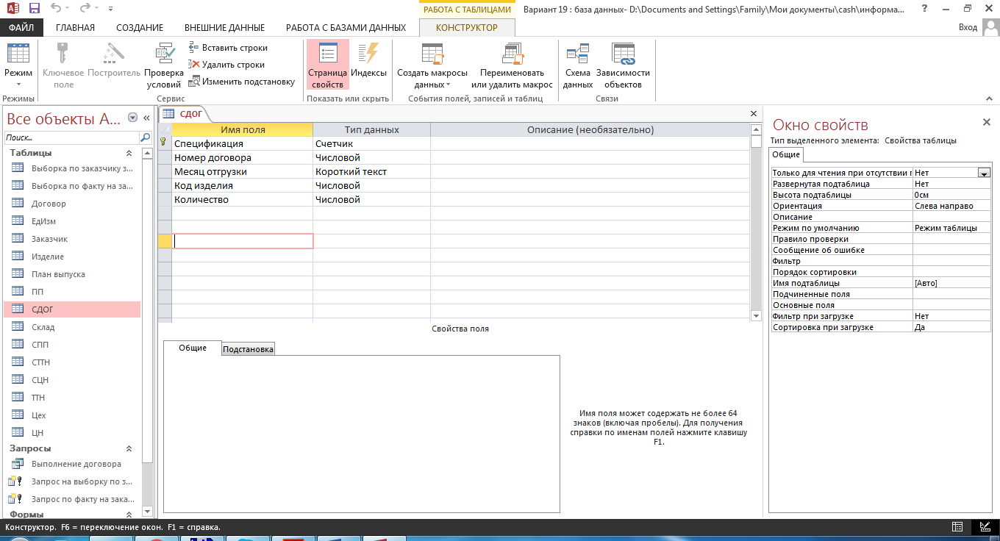 РАБОТА С ТАБЛИЦАМИ
Вариант 19 : база данных- D:\Documents and Settings\Family\Мои документы\cash\информа...
?
ФАЙЛ ГЛАВНАЯ СОЗДАНИЕ ВНЕШНИЕ ДАННЫЕ РАБОТА С БАЗАМИ ДАННЫХ КОНСТРУКТОР Вход
Режим
Режимы
Ключевое поле
Построитель
Проверка условий
Вставить строки
Удалить строки
Изменить подстановку
Сервис
Страница свойств
Индексы
Показать или скрыть
Создать макросы данных
Переименовать или удалить макрос
События полей, записей и таблиц
Схема данных
Зависимости объектов
Связи
Все объекты A...
Поиск...
Таблицы
Выборка по заказчику з...
Выборка по факту на за...
Договор
ЕдИзм
Заказчик
Изделие
План выпуска
ПП
СДОГ
Склад
СПП
СТТН
СЦН
ТТН
Цех
ЦН
Запросы
Выполнение договора
Запрос на выборку по з...
Запрос по факту на зака...
Формы
СДОГ
Имя поля Тип данных Описание (необязательно)
Спецификация Счетчик
Номер договора Числовой
Месяц отгрузки Короткий текст
Код изделия Числовой
Количество Числовой
Свойства поля
Общие Подстановка
Имя поля может содержать не более 64
знаков (включая пробелы). Для получения
справки по именам полей нажмите клавишу
F1.
Окно свойств
Тип выделенного элемента: Свойства таблицы
Общие
Только для чтения при отсутствии г Нет
Развернутая подтаблица Нет
Высота подтаблицы 0см
Ориентация Слева направо
Описание
Режим по умолчанию Режим таблицы
Правило проверки
Сообщение об ошибке
Фильтр
Порядок сортировки
Имя подтаблицы [Авто]
Подчиненные поля
Основные поля
Фильтр при загрузке Нет
Сортировка при загрузке Да
Конструктор. F6 = переключение окон. F1 = справка.